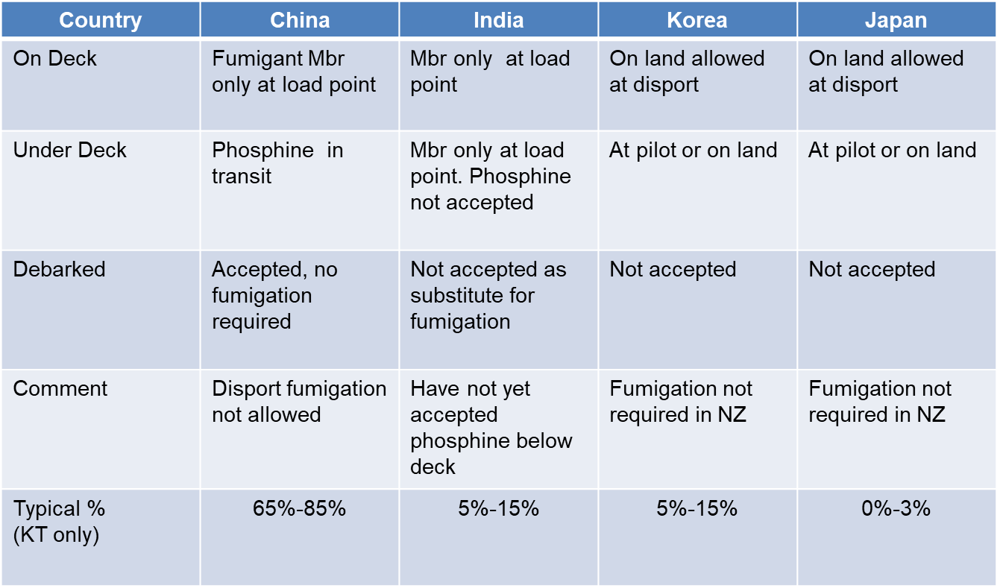 Country
China
India
Korea
Japan
On Deck
Fumigant Mbr
only at load point
Mbr only at load
point
On land allowed
at disport
On land allowed
at disport
Under Deck
Phosphine in
transit
Mbr only at load
point. Phosphine
not accepted
At pilot or on land
At pilot or on land
Debarked
Accepted, no
fumigation
required
Not accepted as
substitute for
fumigation
Not accepted
Not accepted
Comment
Disport fumigation
not allowed
Have not yet
accepted
phosphine below
deck
Fumigation not
required in NZ
Fumigation not
required in NZ
Typical %
(KT only)
65%-85%
5%-15%
5%-15%
0%-3%